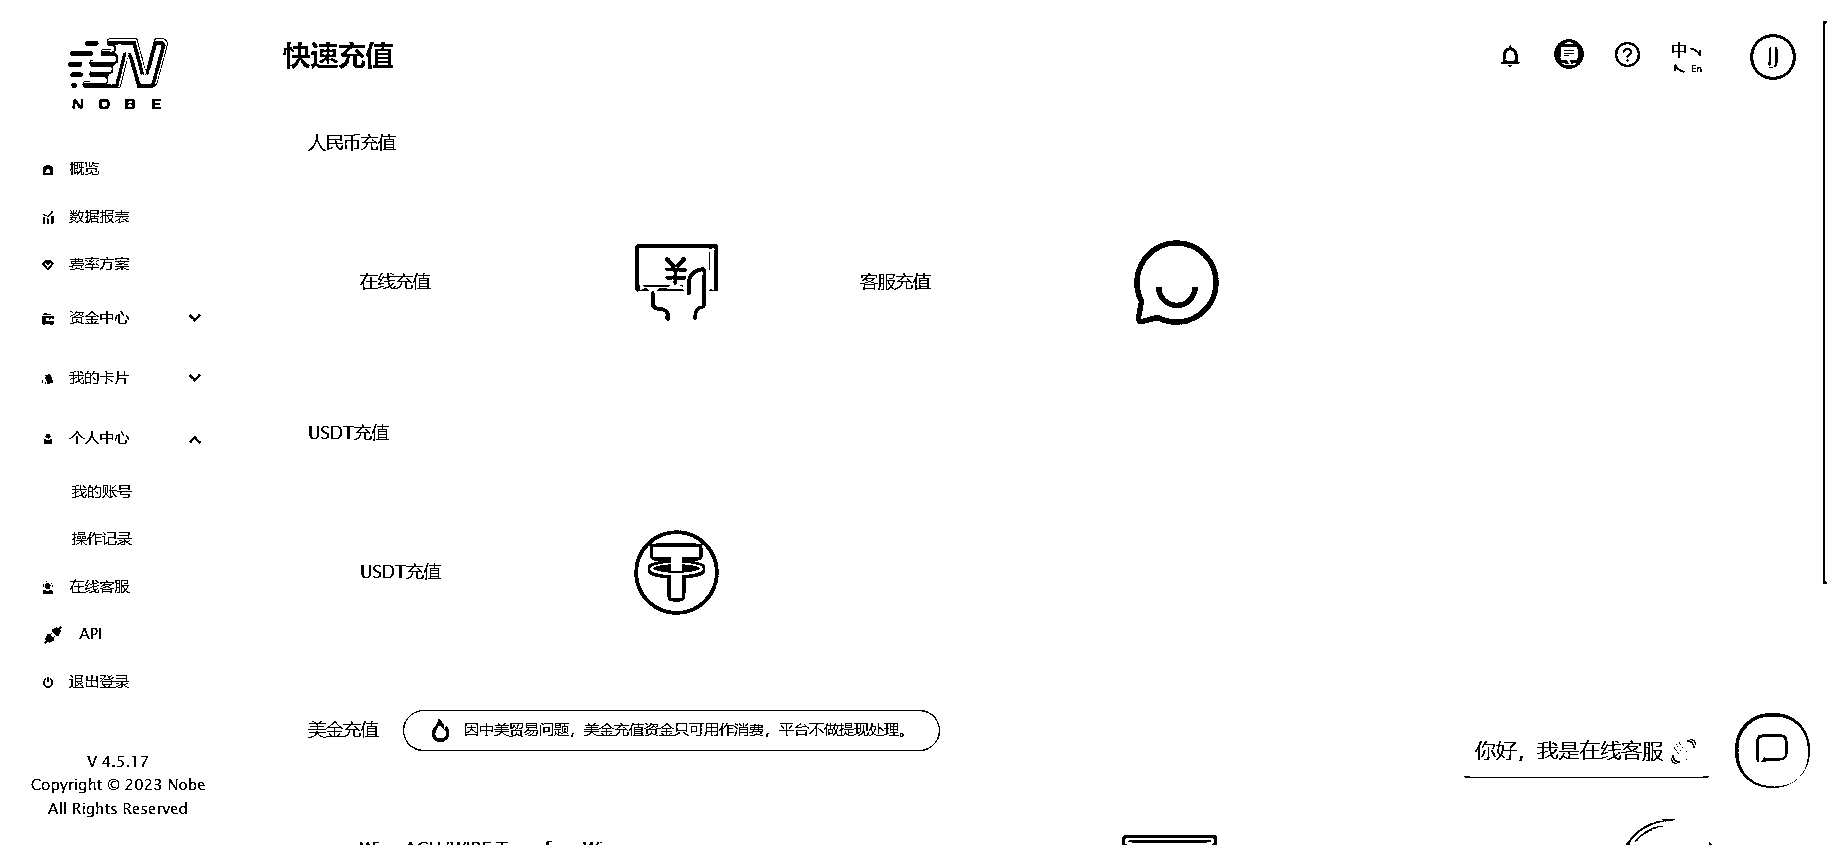 NOBE
快速充值
中
En
概览
数据报表
费率方案
资金中心
我的卡片
个人中心
我的账号
操作记录
在线客服
API
退出登录
V 4.5.17
Copyright © 2023 Nobe
All Rights Reserved
人民币充值
在线充值
客服充值
USDT充值
USDT充值
美金充值
因中美贸易问题，美金充值资金只可用作消费，平台不做提现处理。
你好，我是在线客服